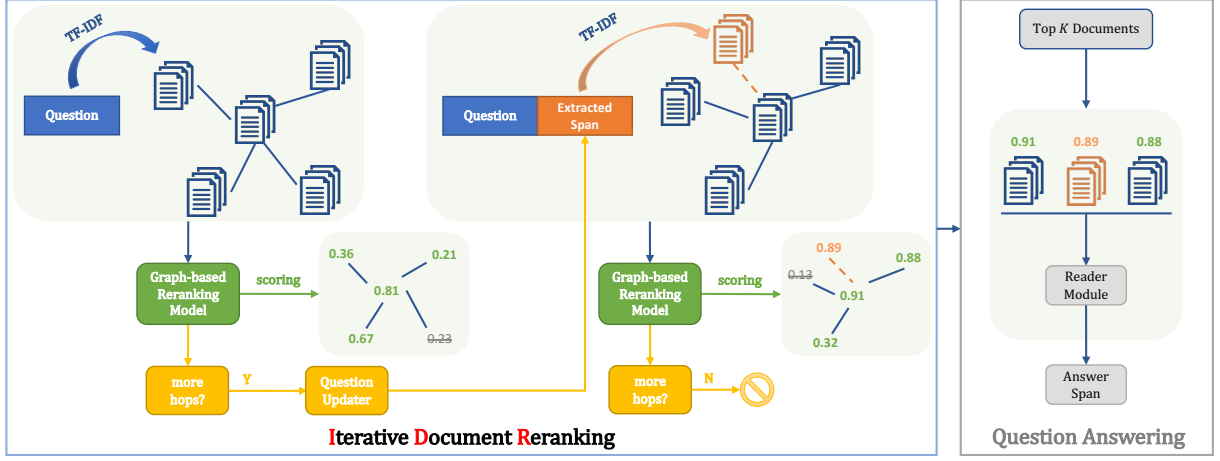 TF-IDF
Question
Graph-based
Reranking
Model
scoring
0.36
0.21
0.81
0.67
0.23
more
hops?
Y
Question
Updater
TF-IDF
Question
Extracted
Span
Graph-based
Reranking
Model
scoring
0.89
0.13
0.88
0.91
0.32
more
hops?
N
Iterative Document Reranking
Top K Documents
0.91 0.89 0.88
Reader
Module
Answer
Span
Question Answering